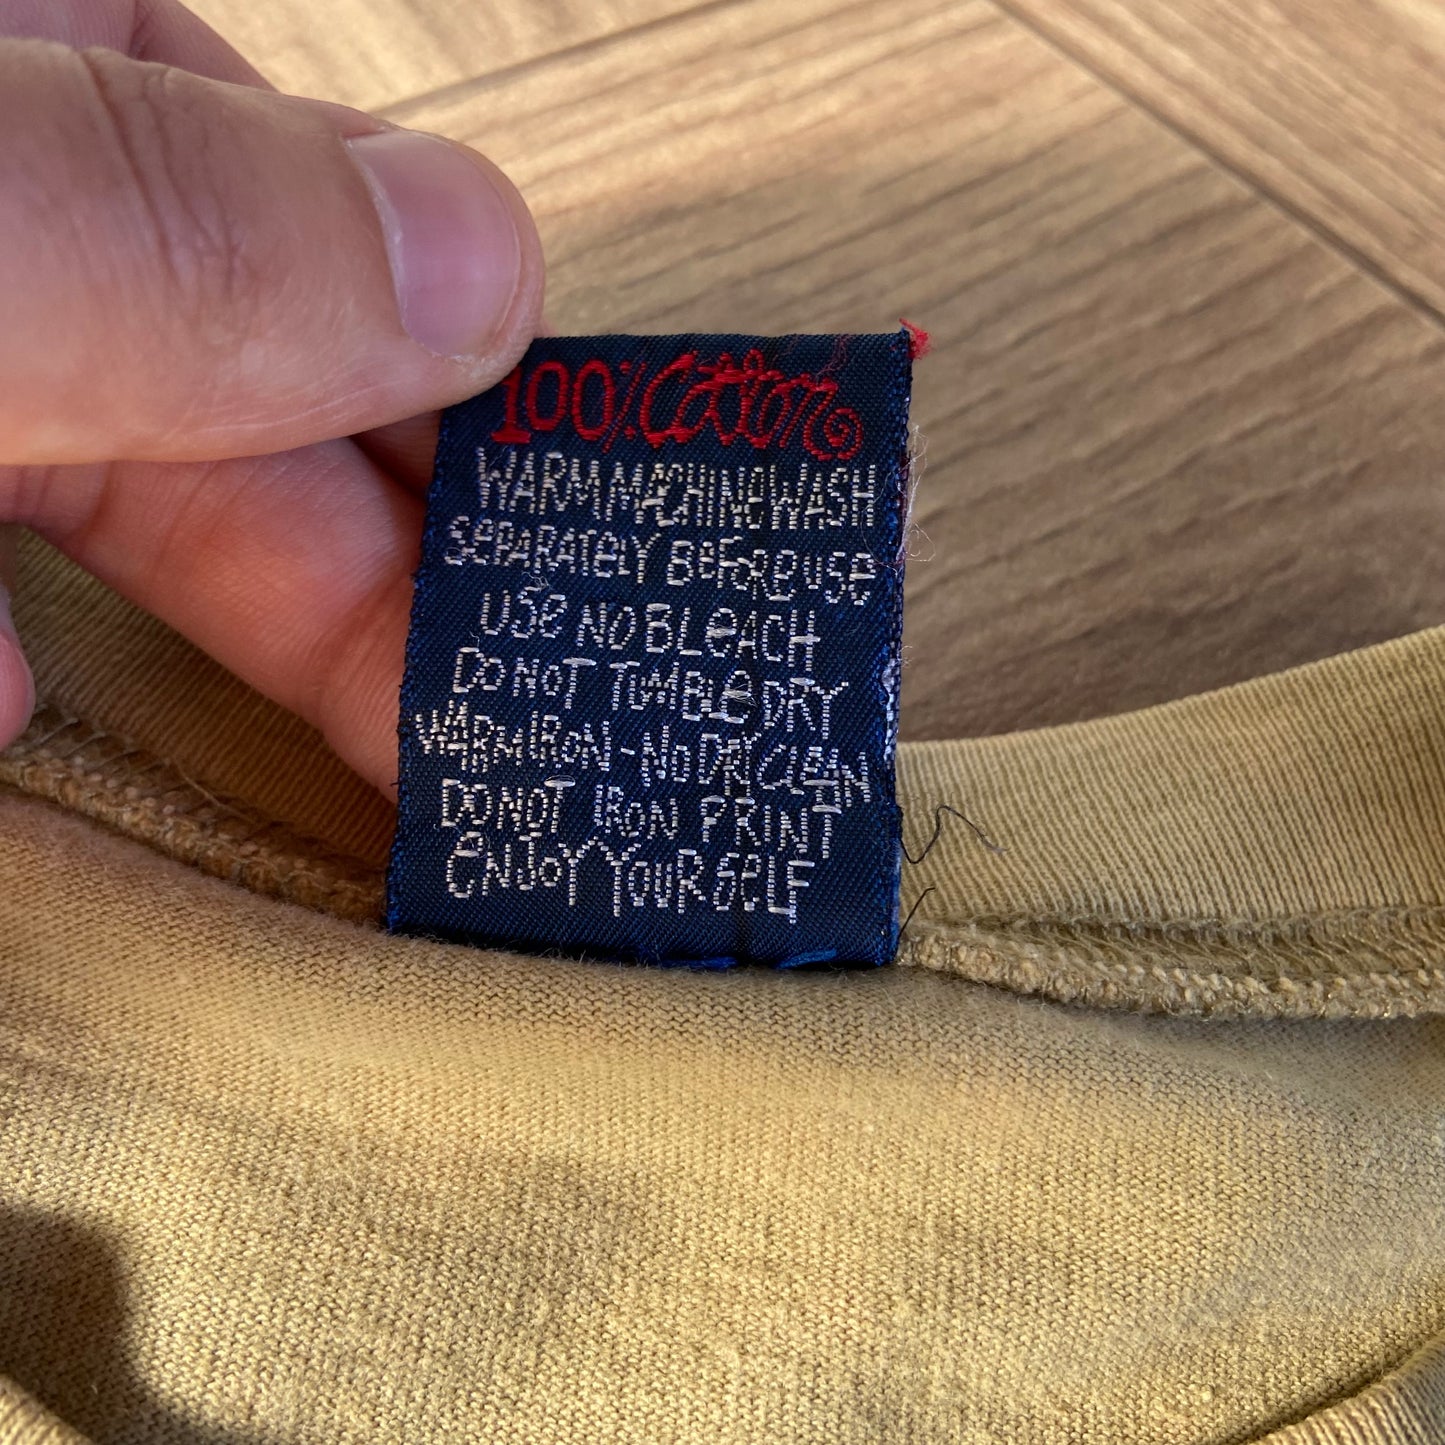 100% Cotton
WARM MACHINE WASH
SEPARATELY BEFORE USE
USE NO BLEACH
DO NOT TUMBLE DRY
WARM IRON - NO DRY CLEAN
DO NOT IRON PRINT
ENJOY YOURSELF